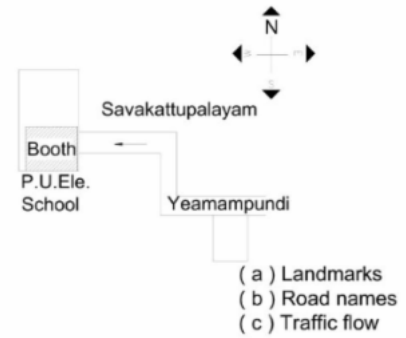 N
S
Savakattupalayam
Booth
P.U.Ele.
School
Yeamampundi
( a ) Landmarks
( b ) Road names
( c ) Traffic flow